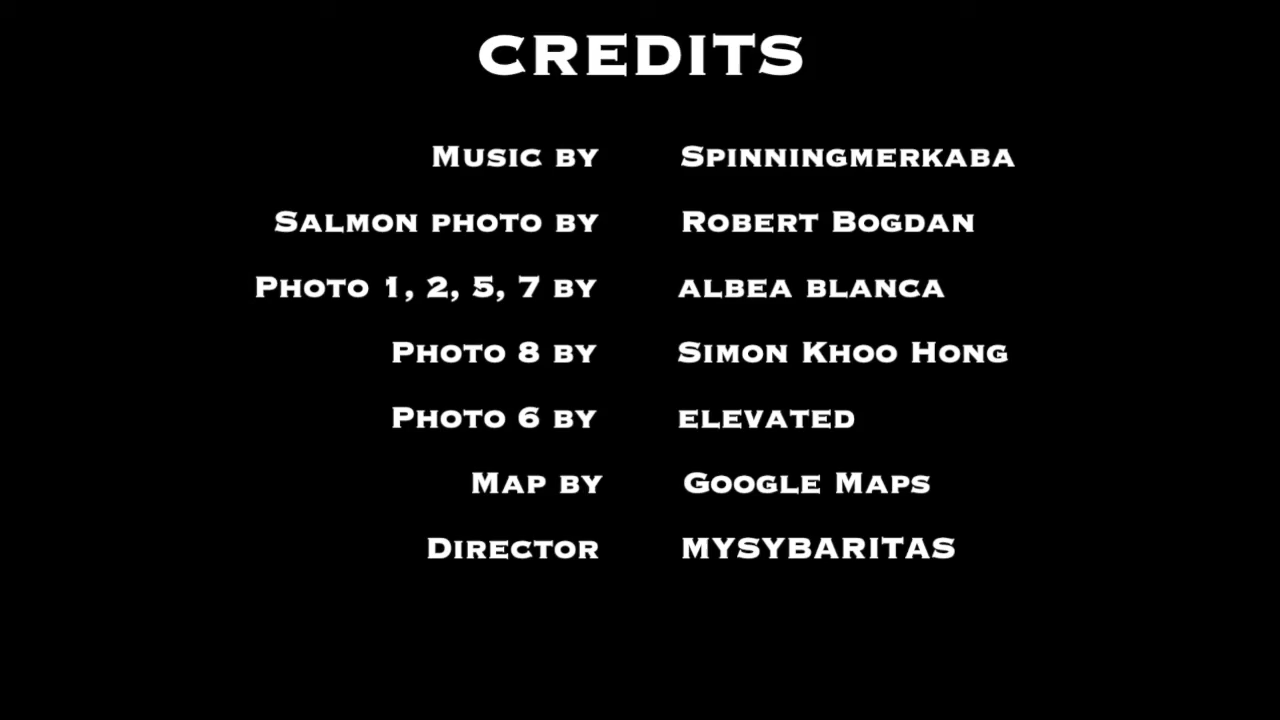 CREDITS
Music by Spinningmerkaba
Salmon photo by Robert Bogdan
Photo 1, 2, 5, 7 by albea blanca
Photo 8 by Simon Khoo Hong
Photo 6 by elevated
Map by Google Maps
Director MYSYBARITAS